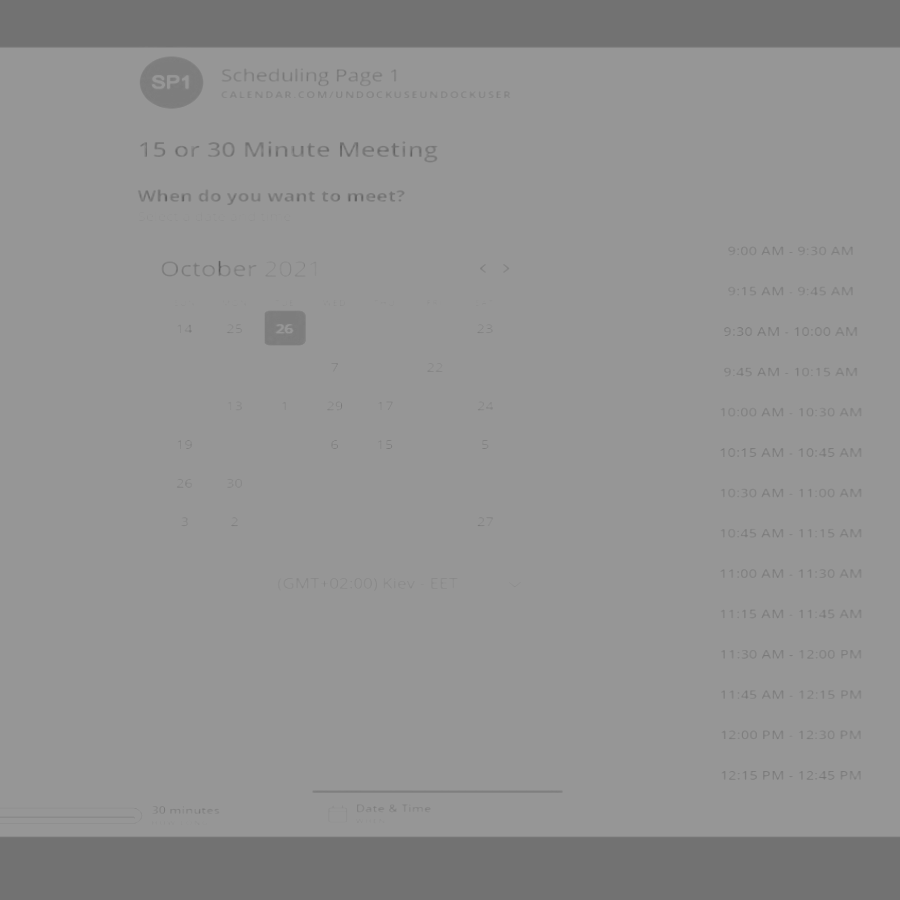 SP1
Scheduling Page 1
CALENDAR.COM/UNDOCKUSEUNDOCKUSER
15 or 30 Minute Meeting
When do you want to meet?
October 2021
< >
14 25 26 23
7 22
13 1 29 17 24
19 6 15 5
26 30
3 2 27
(GMT+02:00) Kiev - EET
9:00 AM - 9:30 AM
9:15 AM - 9:45 AM
9:30 AM - 10:00 AM
9:45 AM - 10:15 AM
10:00 AM - 10:30 AM
10:15 AM - 10:45 AM
10:30 AM - 11:00 AM
10:45 AM - 11:15 AM
11:00 AM - 11:30 AM
11:15 AM - 11:45 AM
11:30 AM - 12:00 PM
11:45 AM - 12:15 PM
12:00 PM - 12:30 PM
12:15 PM - 12:45 PM
30 minutes
Date & Time